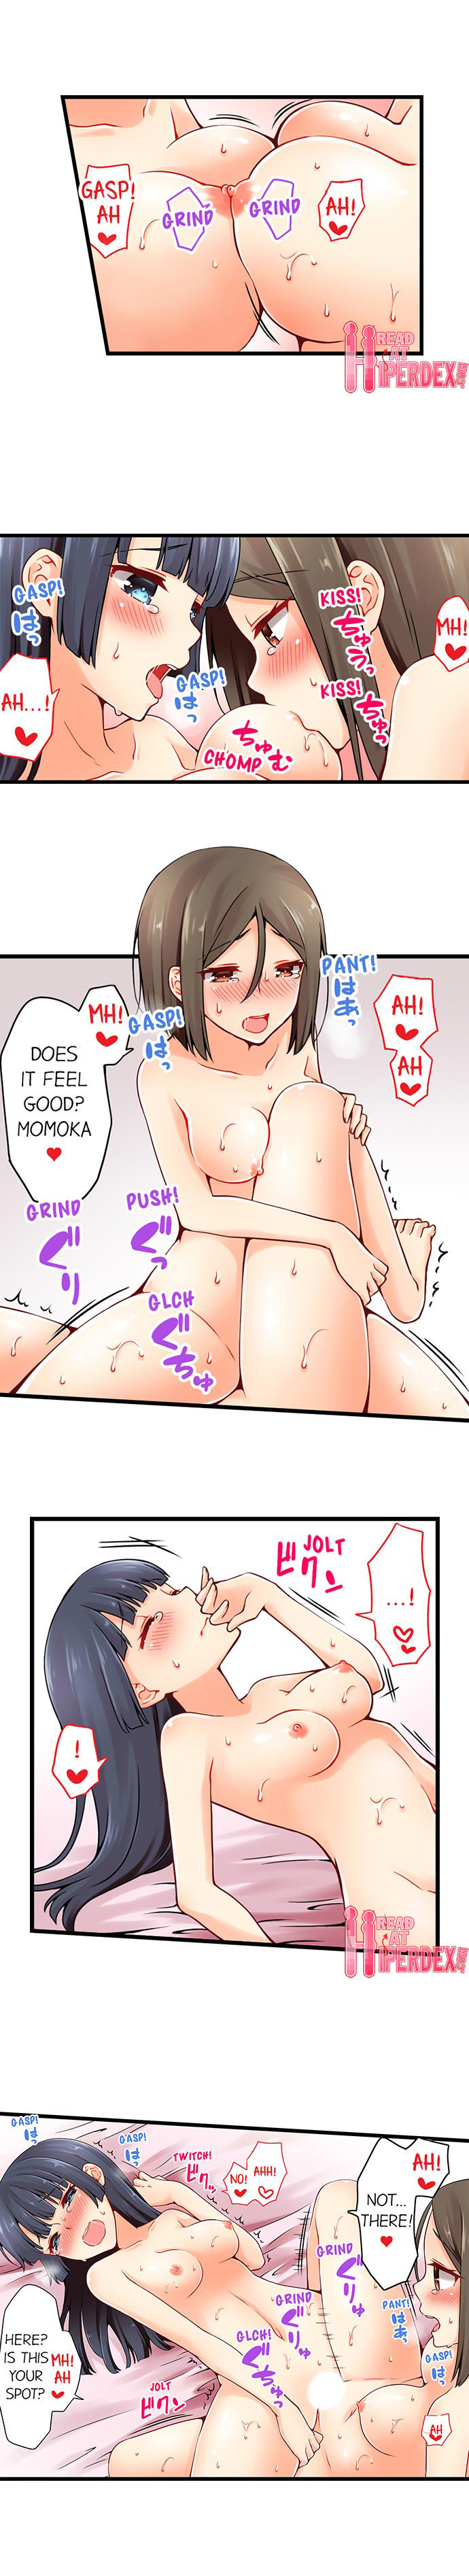 GASP!
AH
GRIND
GRIND
AH!
READ
AT
HIPERDEX
GASP!
はっ
AH...!
GASP!
はっ
KISS!
ちゅうっ
KISS!
ちゅっ
CHOMP
ちゅむ
MH!
MH!
DOES
IT FEEL
GOOD?
MOMOKA
GASP!
はっ
PANT!
はあっ
AH!
AH
GRIND
ぐり
PUSH!
ぐっ
GLCH
ぐちゅ
JOLT
ビクン
...!
!
READ
AT
HIPERDEX
GASP!
はっ
GASP!
はっ
TWITCH!
ビクッ
NO!
AHH!
AH!
NOT...
THERE!
GRIND
ぐりゅ
GRIND
ぐりゅ
GLCH!
ぐちゅっ
PANT!
はあっ
GASP!
はっ
HERE?
IS THIS
YOUR
SPOT?
MH!
AH
JOLT
ビクン
AH